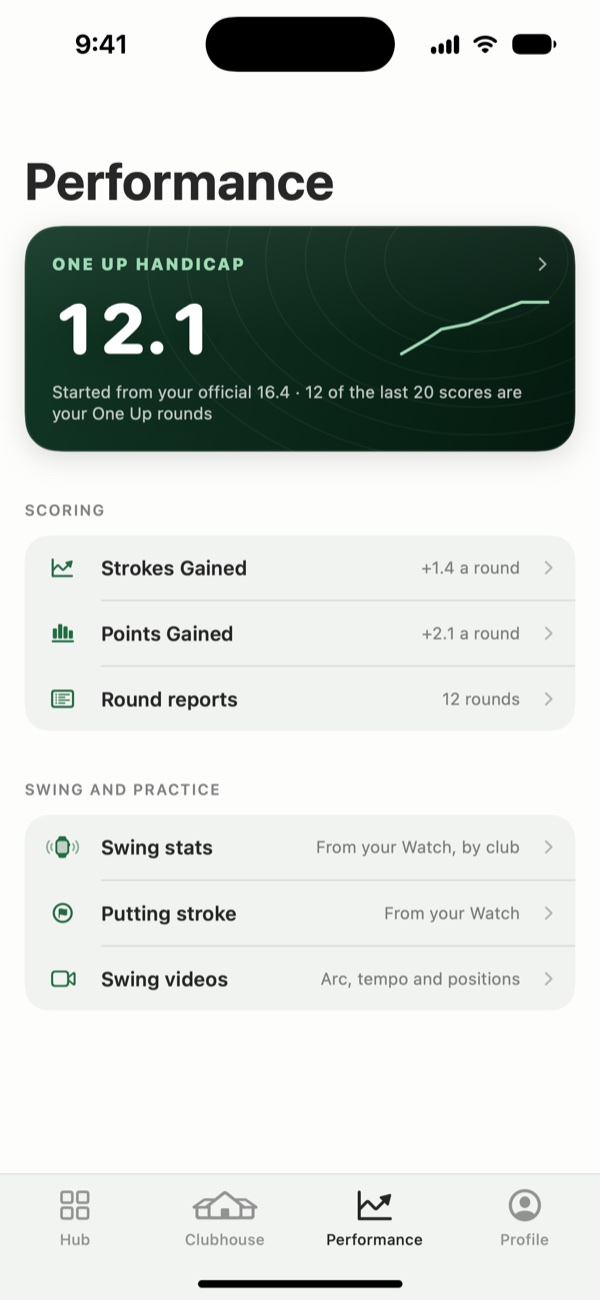 9:41
Performance
ONE UP HANDICAP
12.1
Started from your official 16.4 · 12 of the last 20 scores are
your One Up rounds
SCORING
Strokes Gained +1.4 a round
Points Gained +2.1 a round
Round reports 12 rounds
SWING AND PRACTICE
Swing stats From your Watch, by club
Putting stroke From your Watch
Swing videos Arc, tempo and positions
Hub Clubhouse Performance Profile